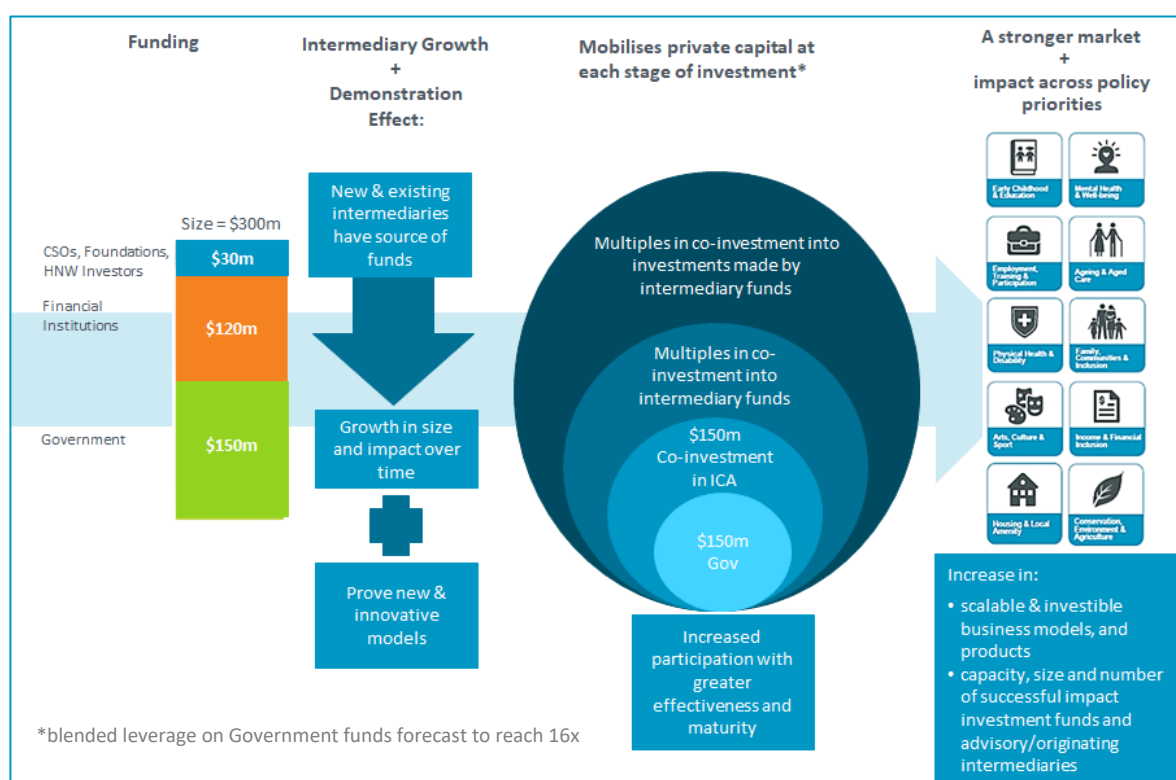 Funding
Intermediary Growth
+
Demonstration
Effect:
Mobilises private capital at
each stage of investment*
A stronger market
+
impact across policy
priorities
Size = $300m
CSOs, Foundations,
HNW Investors
$30m
Financial
Institutions
$120m
Government
$150m
New & existing
intermediaries
have source of
funds
Growth in size
and impact over
time
Prove new &
innovative
models
Multiples in co-investment into
investments made by
intermediary funds
Multiples in co-
investment into
intermediary funds
$150m
Co-investment
in ICA
$150m
Gov
Increased
participation with
greater
effectiveness and
maturity
Early Childhood
& Education
Mental Health
& Well-being
Employment,
Training &
Participation
Ageing & Aged
Care
Physical Health &
Disability
Family,
Communities &
Inclusion
Arts, Culture &
Sport
Income & Financial
Inclusion
Housing & Local
Amenity
Conservation,
Environment &
Agriculture
Increase in:
• scalable & investible
business models, and
products
• capacity, size and number
of successful impact
investment funds and
advisory/originating
intermediaries
*blended leverage on Government funds forecast to reach 16x